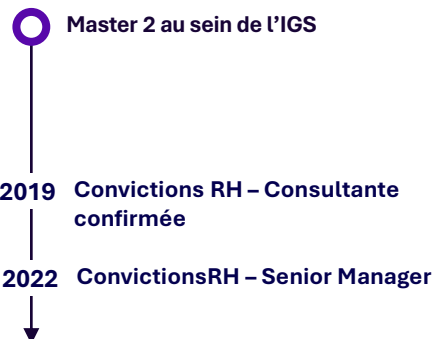 Master 2 au sein de l’IGS
2019 Convictions RH – Consultante
confirmée
2022 ConvictionsRH – Senior Manager